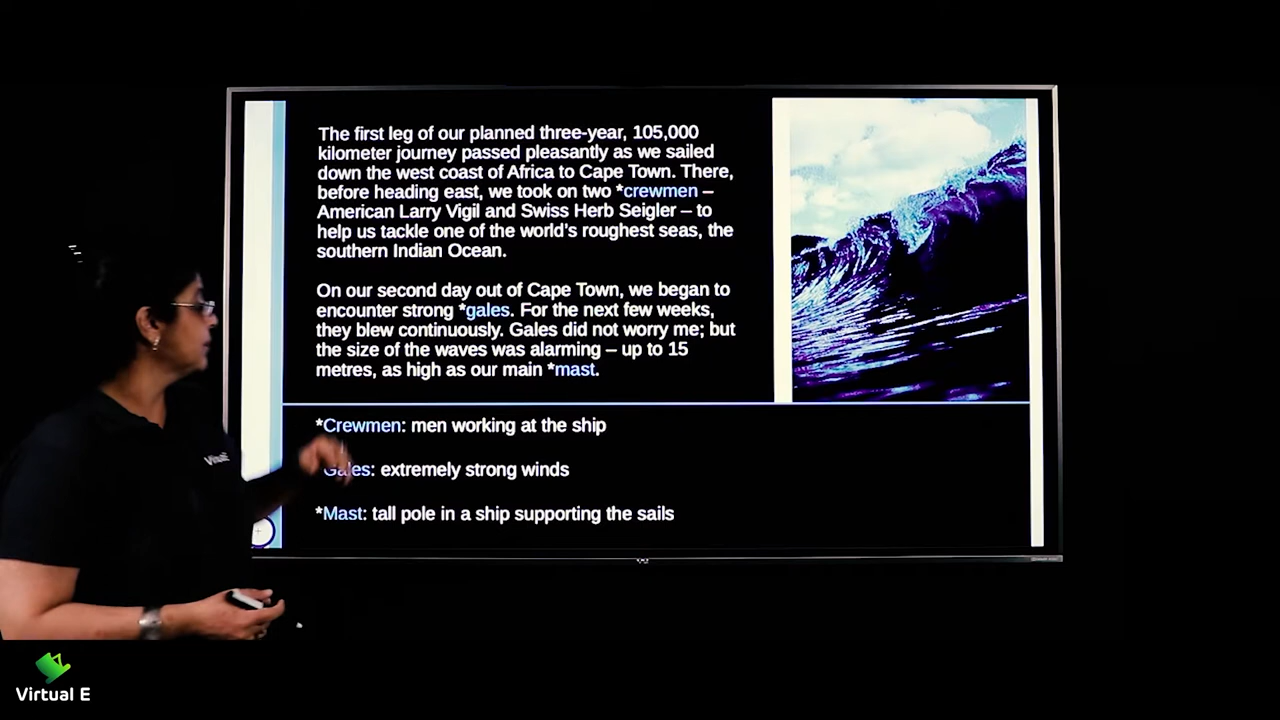 The first leg of our planned three-year, 105,000
kilometer journey passed pleasantly as we sailed
down the west coast of Africa to Cape Town. There,
before heading east, we took on two *crewmen –
American Larry Vigil and Swiss Herb Seigler – to
help us tackle one of the world's roughest seas, the
southern Indian Ocean.
On our second day out of Cape Town, we began to
encounter strong *gales. For the next few weeks,
they blew continuously. Gales did not worry me; but
the size of the waves was alarming – up to 15
metres, as high as our main *mast.
*Crewmen: men working at the ship
Gales: extremely strong winds
*Mast: tall pole in a ship supporting the sails
Virtual E